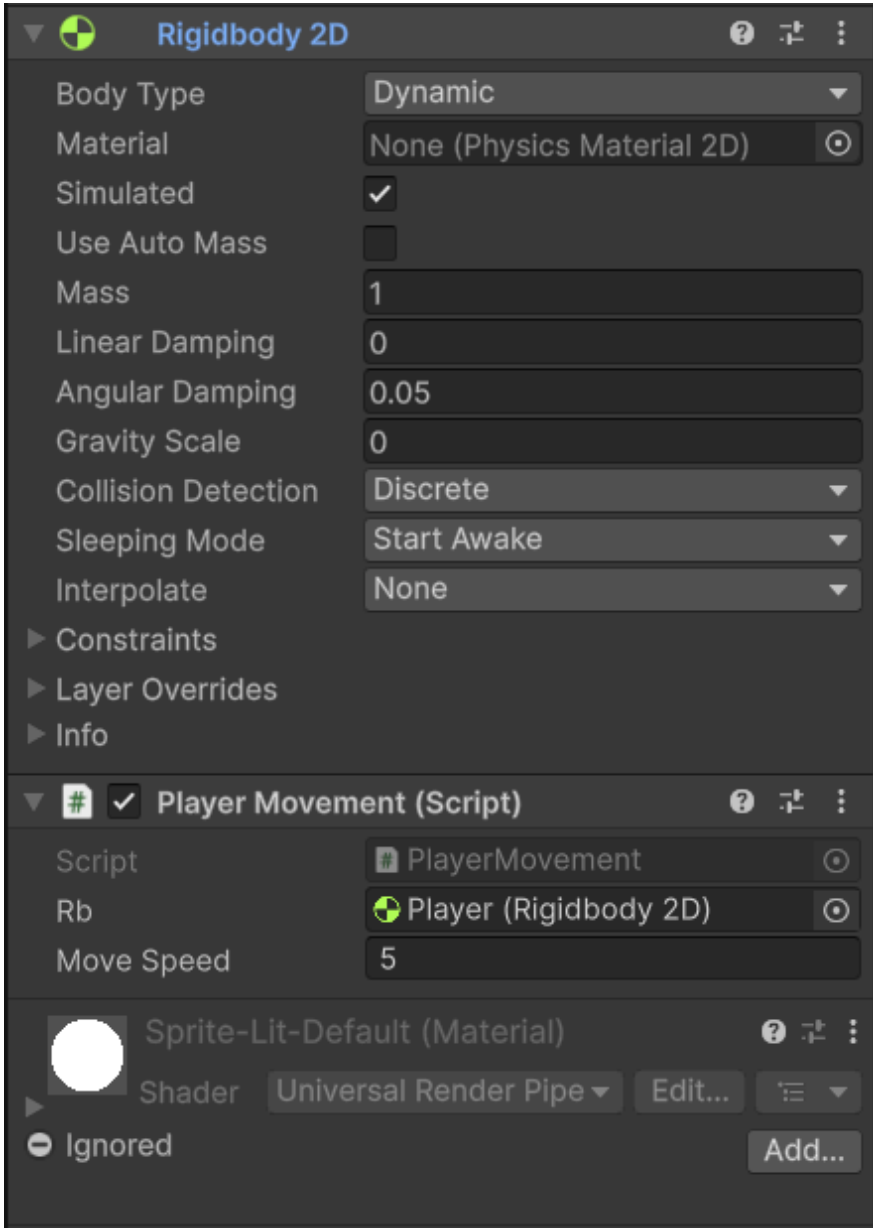 Rigidbody 2D
Body Type Dynamic
Material None (Physics Material 2D)
Simulated
Use Auto Mass
Mass 1
Linear Damping 0
Angular Damping 0.05
Gravity Scale 0
Collision Detection Discrete
Sleeping Mode Start Awake
Interpolate None
Constraints
Layer Overrides
Info
# Player Movement (Script)
Script # PlayerMovement
Rb Player (Rigidbody 2D)
Move Speed 5
Sprite-Lit-Default (Material)
Shader Universal Render Pipe Edit...
Ignored
Add...